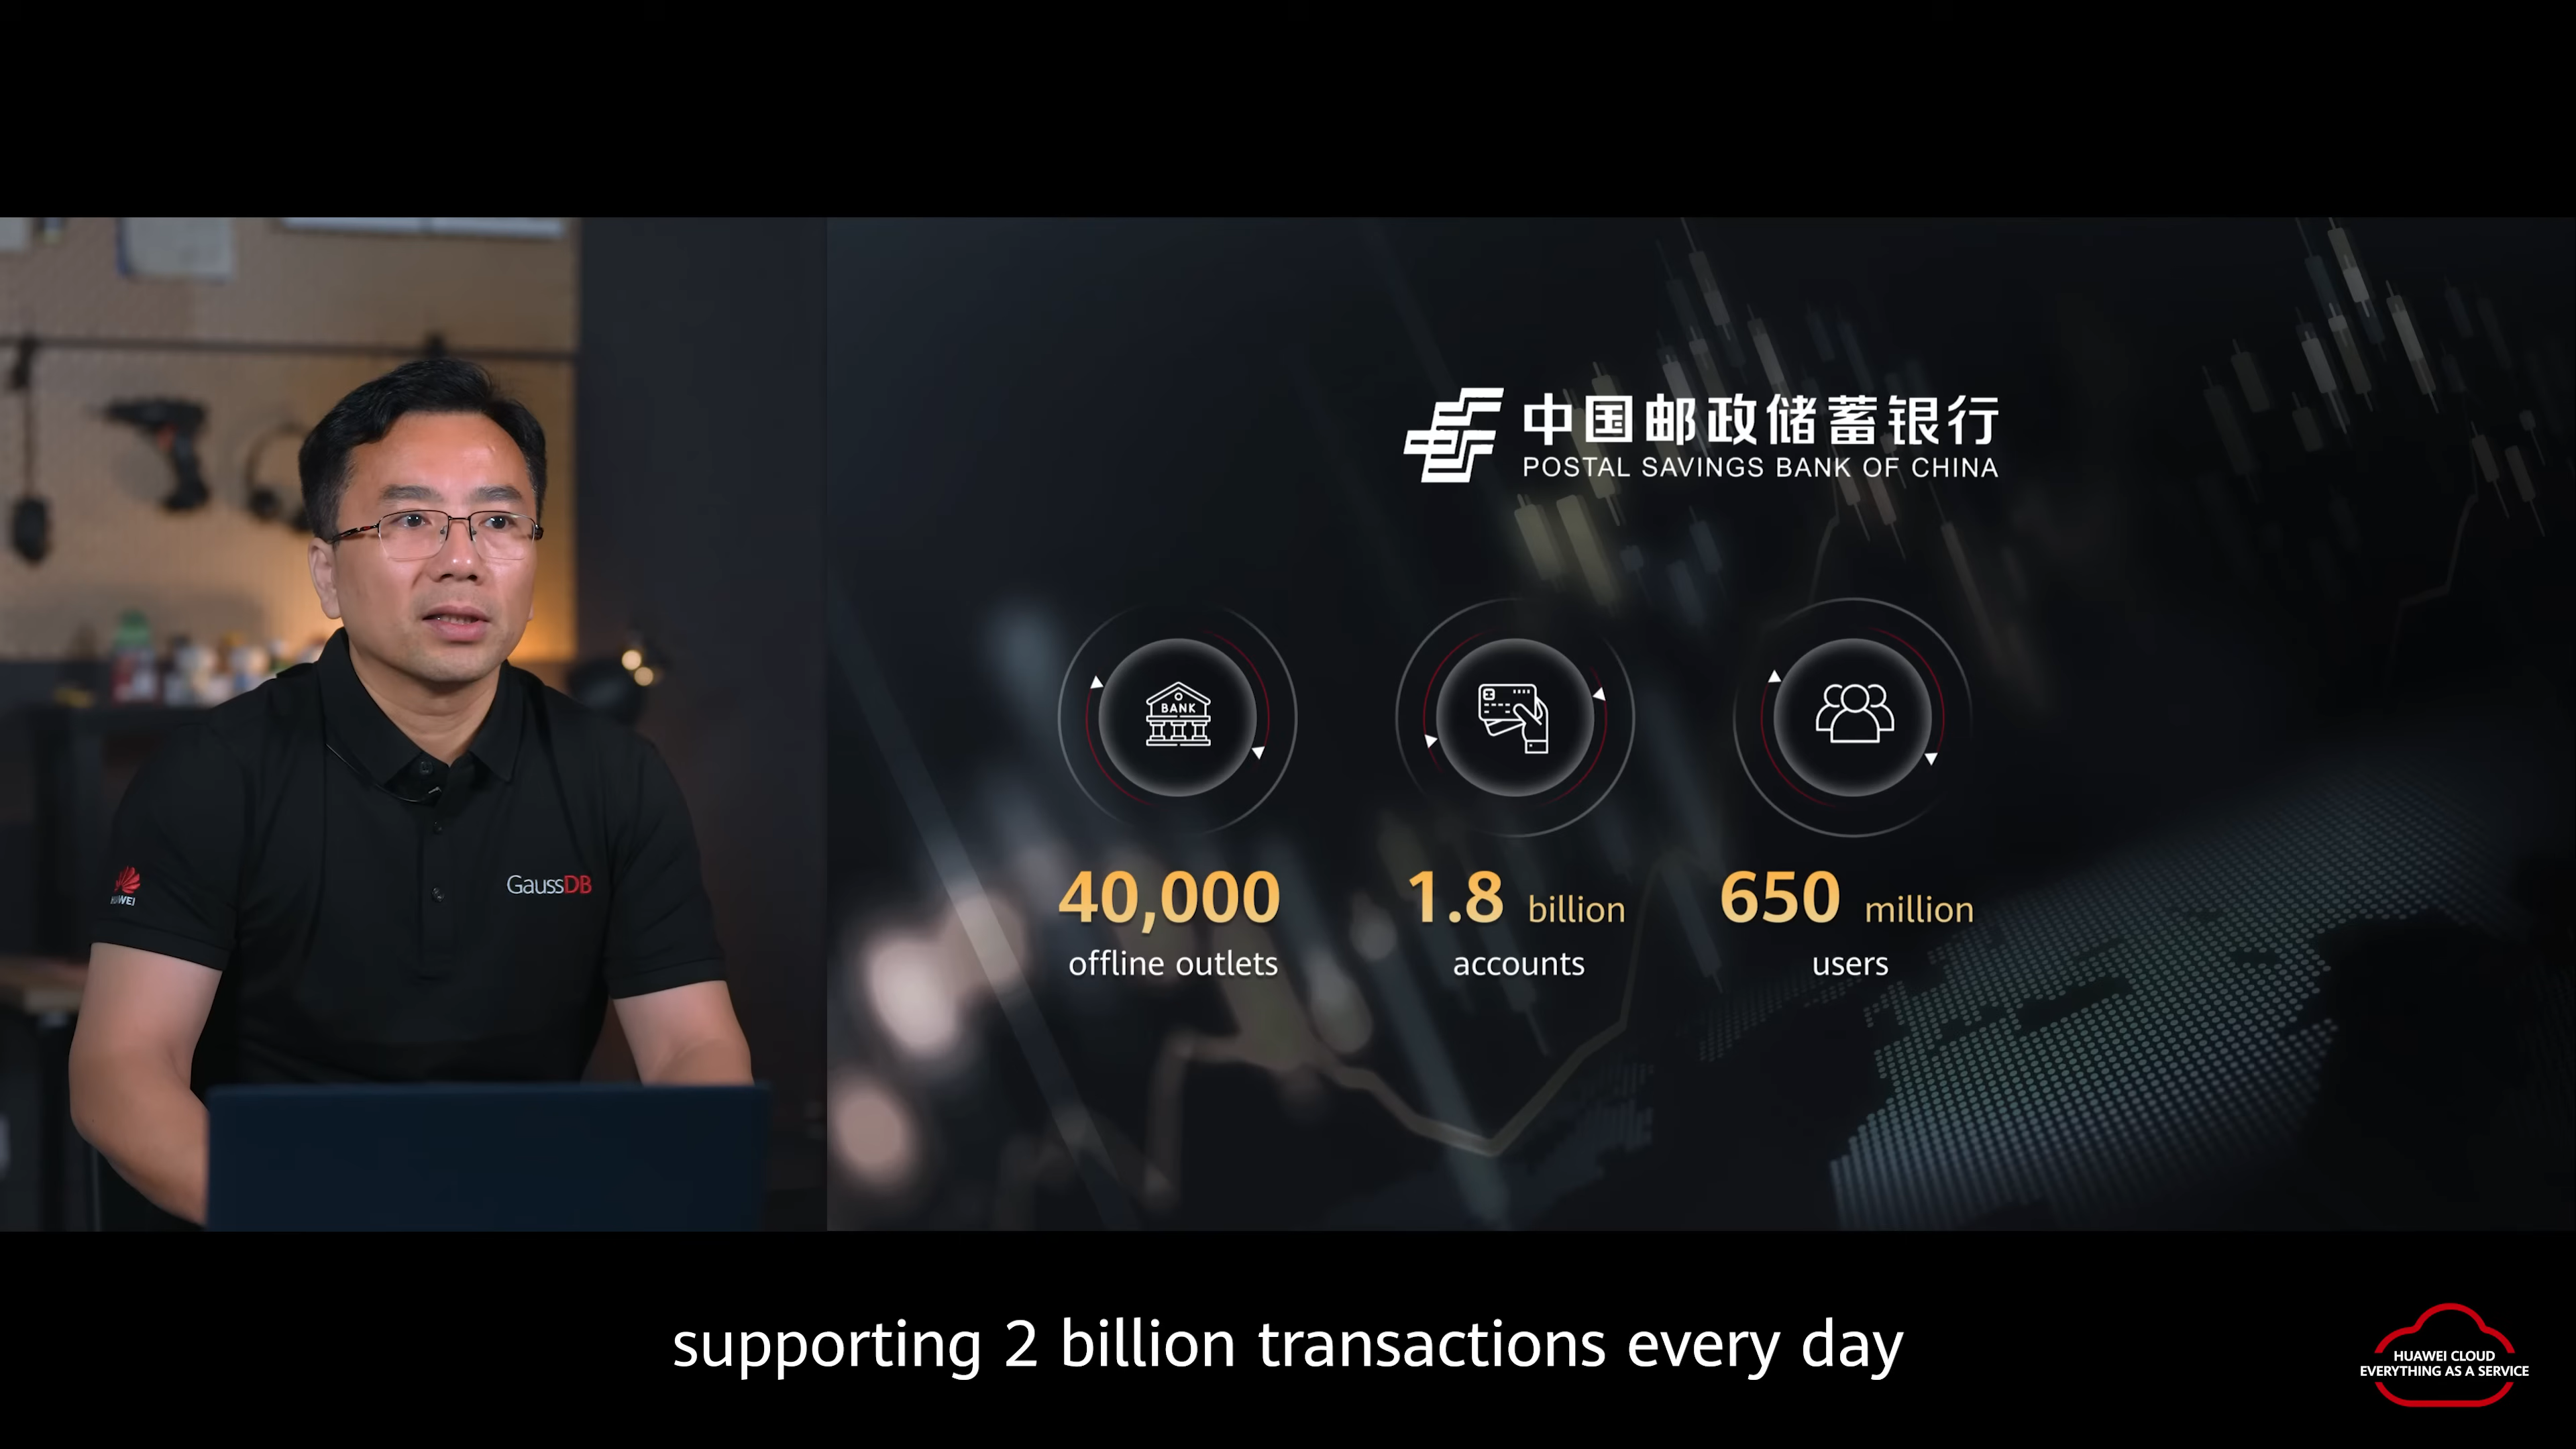 中国邮政储蓄银行
POSTAL SAVINGS BANK OF CHINA
BANK
40,000
offline outlets
1.8 billion
accounts
650 million
users
GaussDB
supporting 2 billion transactions every day
HUAWEI CLOUD
EVERYTHING AS A SERVICE